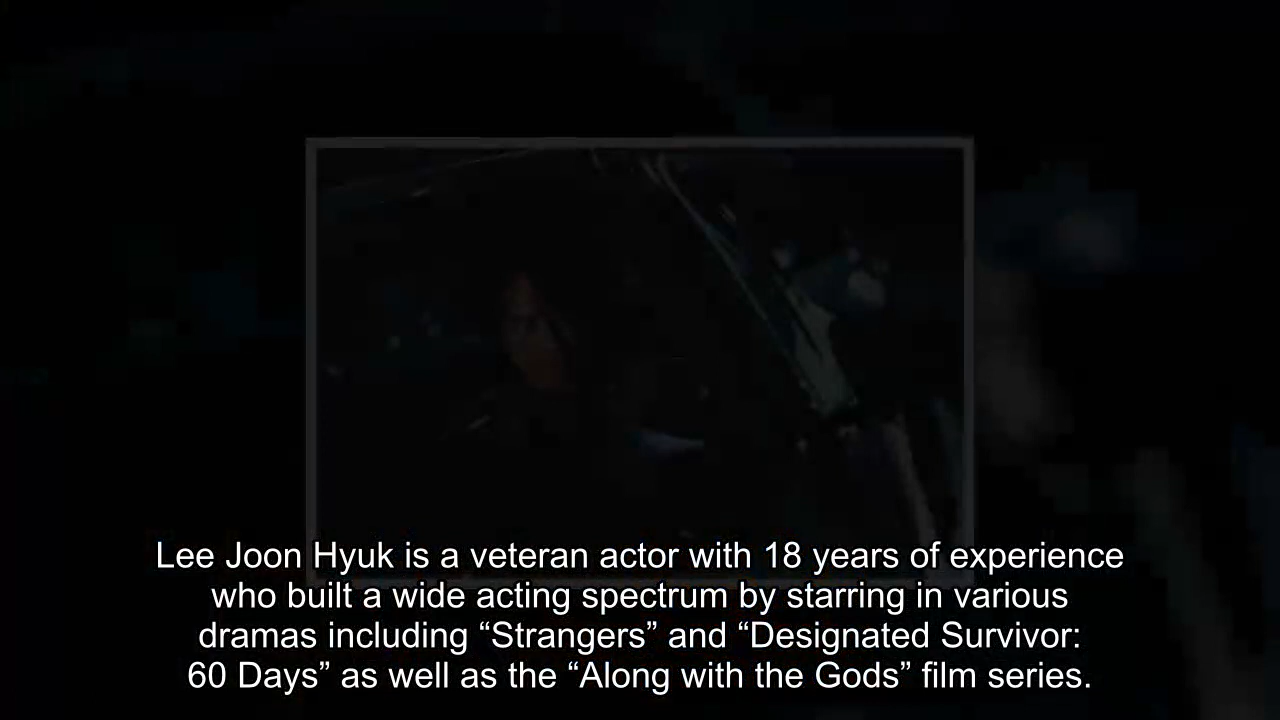 Lee Joon Hyuk is a veteran actor with 18 years of experience
who built a wide acting spectrum by starring in various
dramas including “Strangers” and “Designated Survivor:
60 Days” as well as the “Along with the Gods” film series.